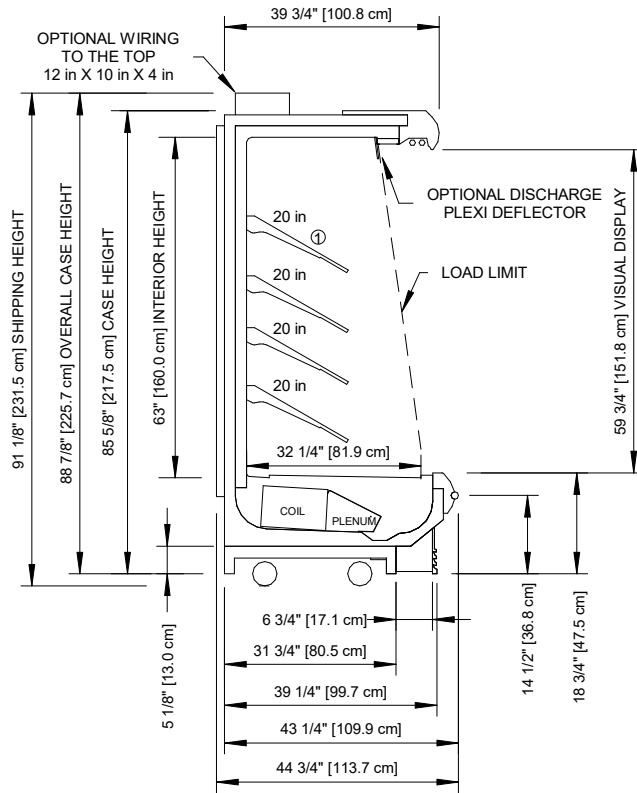 39 3/4" [100.8 cm]
OPTIONAL WIRING
TO THE TOP
12 in X 10 in X 4 in
OPTIONAL DISCHARGE
PLEXI DEFLECTOR
LOAD LIMIT
91 1/8" [231.5 cm] SHIPPING HEIGHT
88 7/8" [225.7 cm] OVERALL CASE HEIGHT
85 5/8" [217.5 cm] CASE HEIGHT
63" [160.0 cm] INTERIOR HEIGHT
59 3/4" [151.8 cm] VISUAL DISPLAY
20 in
1
20 in
20 in
20 in
32 1/4" [81.9 cm]
COIL
PLENUM
5 1/8" [13.0 cm]
6 3/4" [17.1 cm]
31 3/4" [80.5 cm]
39 1/4" [99.7 cm]
43 1/4" [109.9 cm]
44 3/4" [113.7 cm]
14 1/2" [36.8 cm]
18 3/4" [47.5 cm]